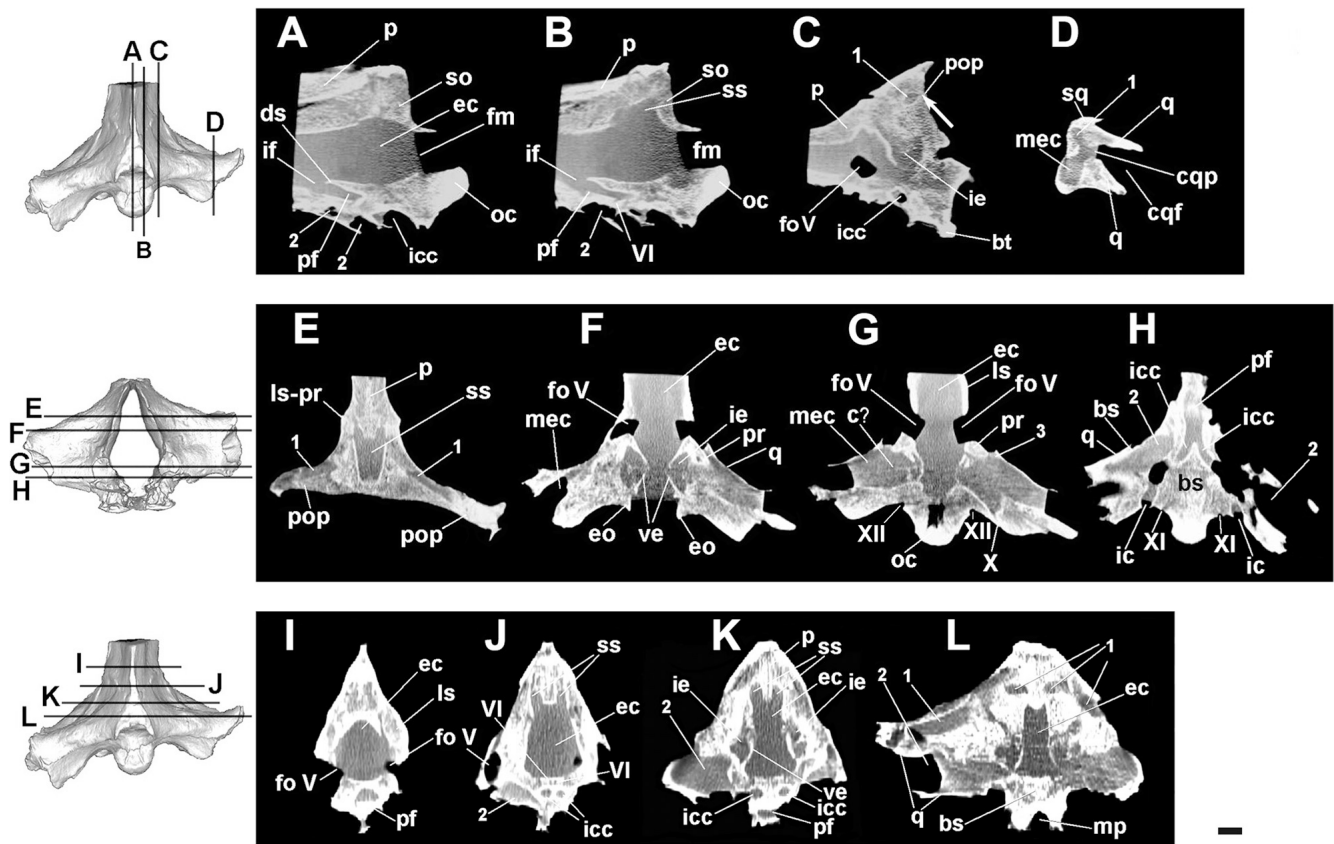 A C
D
B
A
p
so
ec
fm
ds
if
oc
2
pf
2
icc
B
p
so
ss
fm
if
oc
pf
2
VI
C
1
pop
p
ie
fo V
icc
bt
D
sq
1
q
mec
cqp
cqf
q
E
F
G
H
E
p
ls-pr
ss
1
1
pop
pop
F
ec
fo V
mec
ie
pr
q
eo
ve
eo
G
ec
ls
fo V
fo V
mec
c?
pr
3
XII
XII
oc
X
H
icc
pf
2
bs
icc
q
2
bs
ic
XI
XI
ic
I
J
K
L
I
ec
ls
fo V
fo V
pf
J
ss
VI
ec
VI
2
icc
K
p
ss
ec
ie
ie
2
ve
icc
icc
pf
L
1
2
1
ec
q
bs
mp